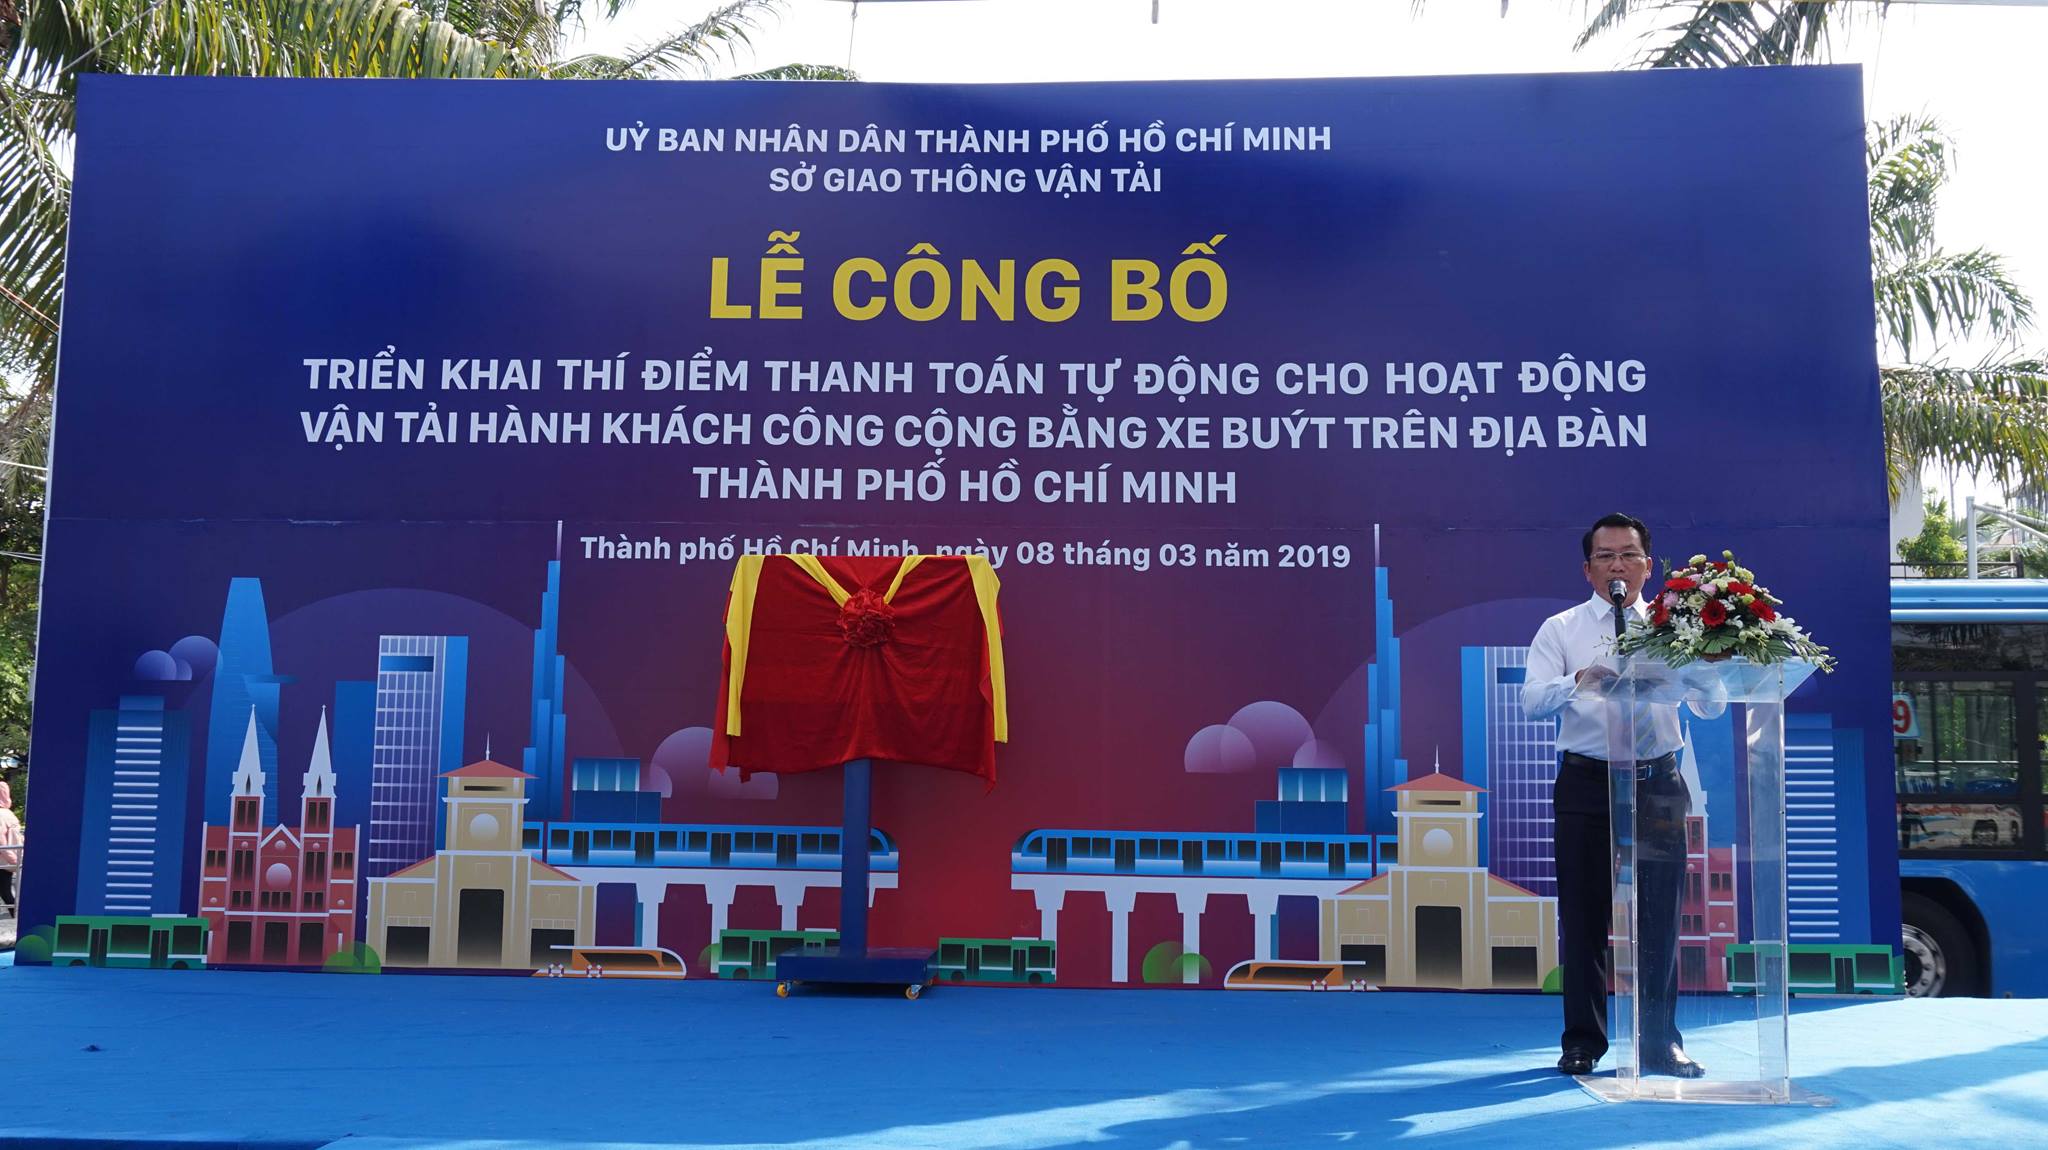 UỶ BAN NHÂN DÂN THÀNH PHỐ HỒ CHÍ MINH
SỞ GIAO THÔNG VẬN TẢI
LỄ CÔNG BỐ
TRIỂN KHAI THÍ ĐIỂM THANH TOÁN TỰ ĐỘNG CHO HOẠT ĐỘNG
VẬN TẢI HÀNH KHÁCH CÔNG CỘNG BẰNG XE BUÝT TRÊN ĐỊA BÀN
THÀNH PHỐ HỒ CHÍ MINH
Thành phố Hồ Chí Minh, ngày 08 tháng 03 năm 2019
9